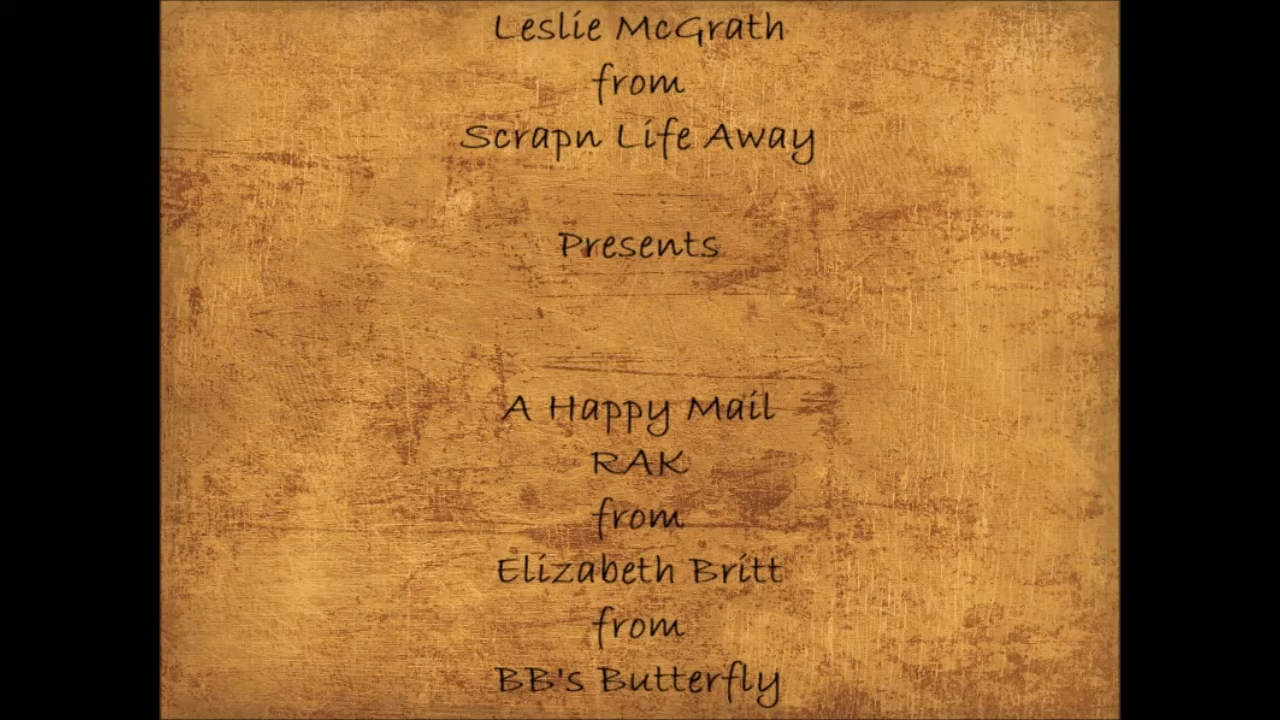 Leslie McGrath
from
Scrapn Life Away
Presents
A Happy Mail
RAK
from
Elizabeth Britt
from
BB's Butterfly